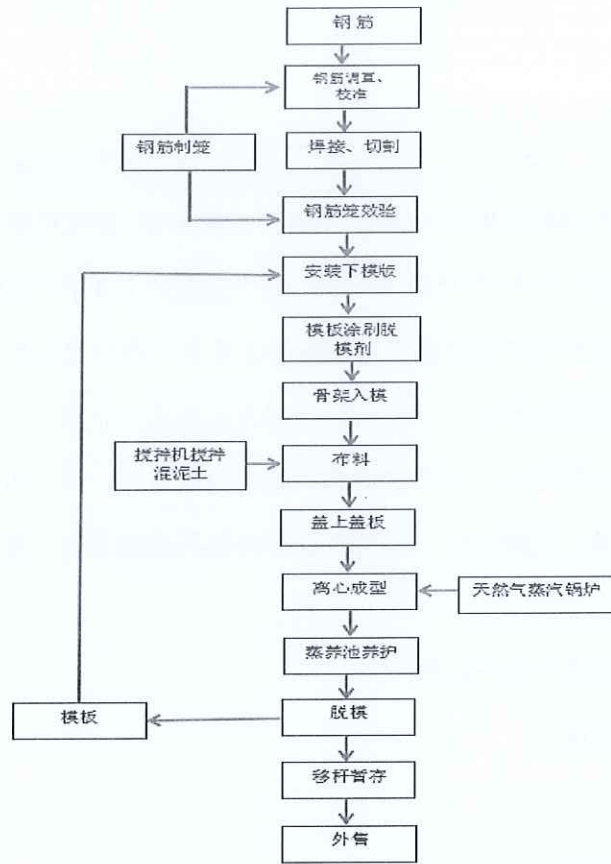 钢筋
钢筋调直、
校准
钢筋制笼
焊接、切割
钢筋笼效验
安装下模版
模板涂刷脱
模剂
骨架入模
搅拌机搅拌
混泥土
布料
盖上盖板
离心成型
天然气蒸汽锅炉
蒸养池养护
模板
脱模
移杆暂存
外售